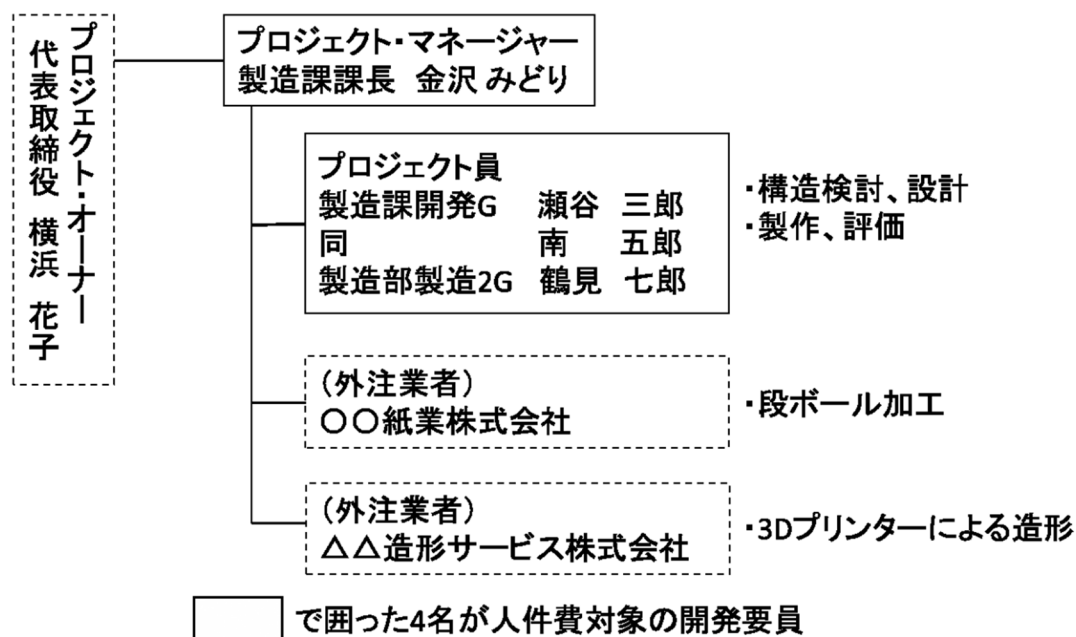 プロジェクト・オーナー
代表取締役 横浜 花子
プロジェクト・マネージャー
製造課課長 金沢 みどり
プロジェクト員
製造課開発G 瀬谷 三郎
同 南 五郎
製造部製造2G 鶴見 七郎
・構造検討、設計
・製作、評価
（外注業者）
〇〇紙業株式会社
・段ボール加工
（外注業者）
△△造形サービス株式会社
・3Dプリンターによる造形
で囲った4名が人件費対象の開発要員